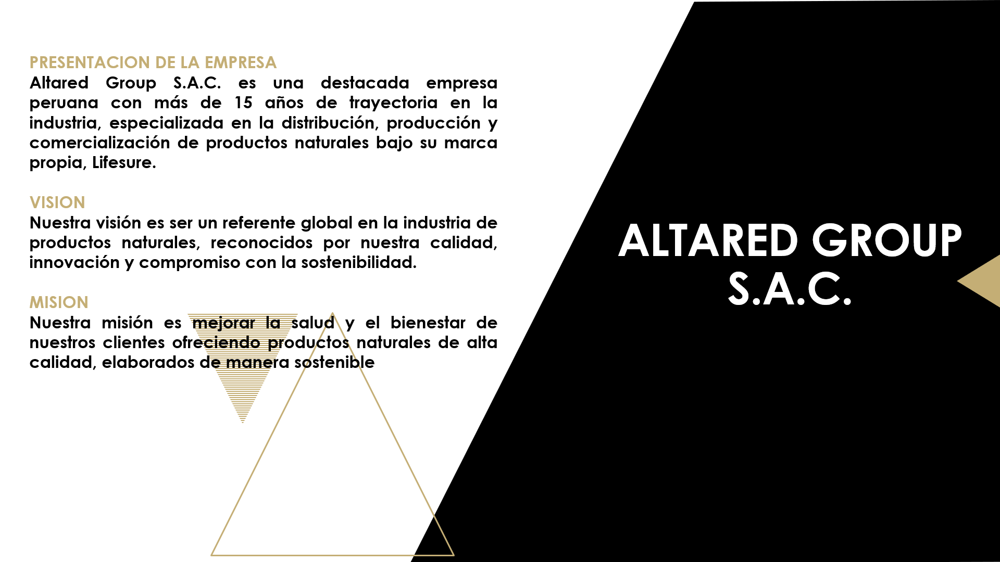 PRESENTACION DE LA EMPRESA
Altared Group S.A.C. es una destacada empresa
peruana con más de 15 años de trayectoria en la
industria, especializada en la distribución, producción y
comercialización de productos naturales bajo su marca
propia, Lifesure.
VISION
Nuestra visión es ser un referente global en la industria de
productos naturales, reconocidos por nuestra calidad,
innovación y compromiso con la sostenibilidad.
MISION
Nuestra misión es mejorar la salud y el bienestar de
nuestros clientes ofreciendo productos naturales de alta
calidad, elaborados de manera sostenible
ALTARED GROUP
S.A.C.